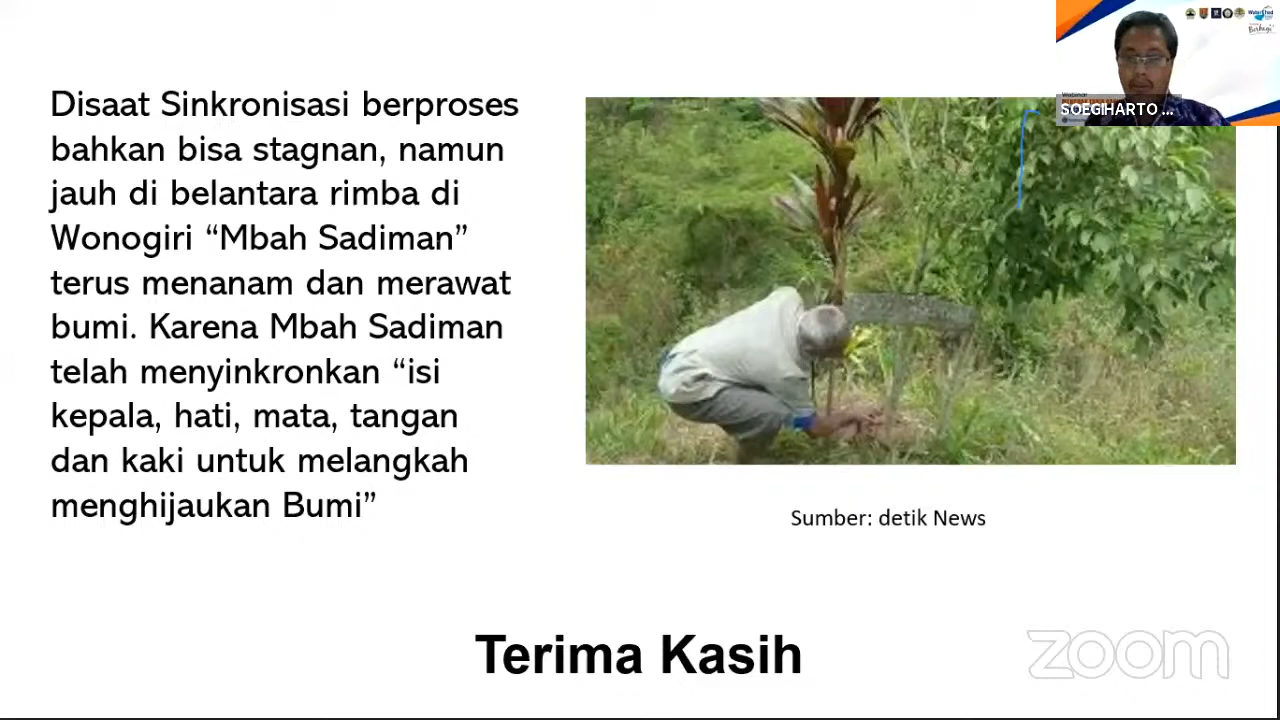 Disaat Sinkronisasi berproses
bahkan bisa stagnan, namun
jauh di belantara rimba di
Wonogiri “Mbah Sadiman”
terus menanam dan merawat
bumi. Karena Mbah Sadiman
telah menyinkronkan “isi
kepala, hati, mata, tangan
dan kaki untuk melangkah
menghijaukan Bumi”
Webinar
SOEGIHARTO ...
Sumber: detik News
Terima Kasih
zoom